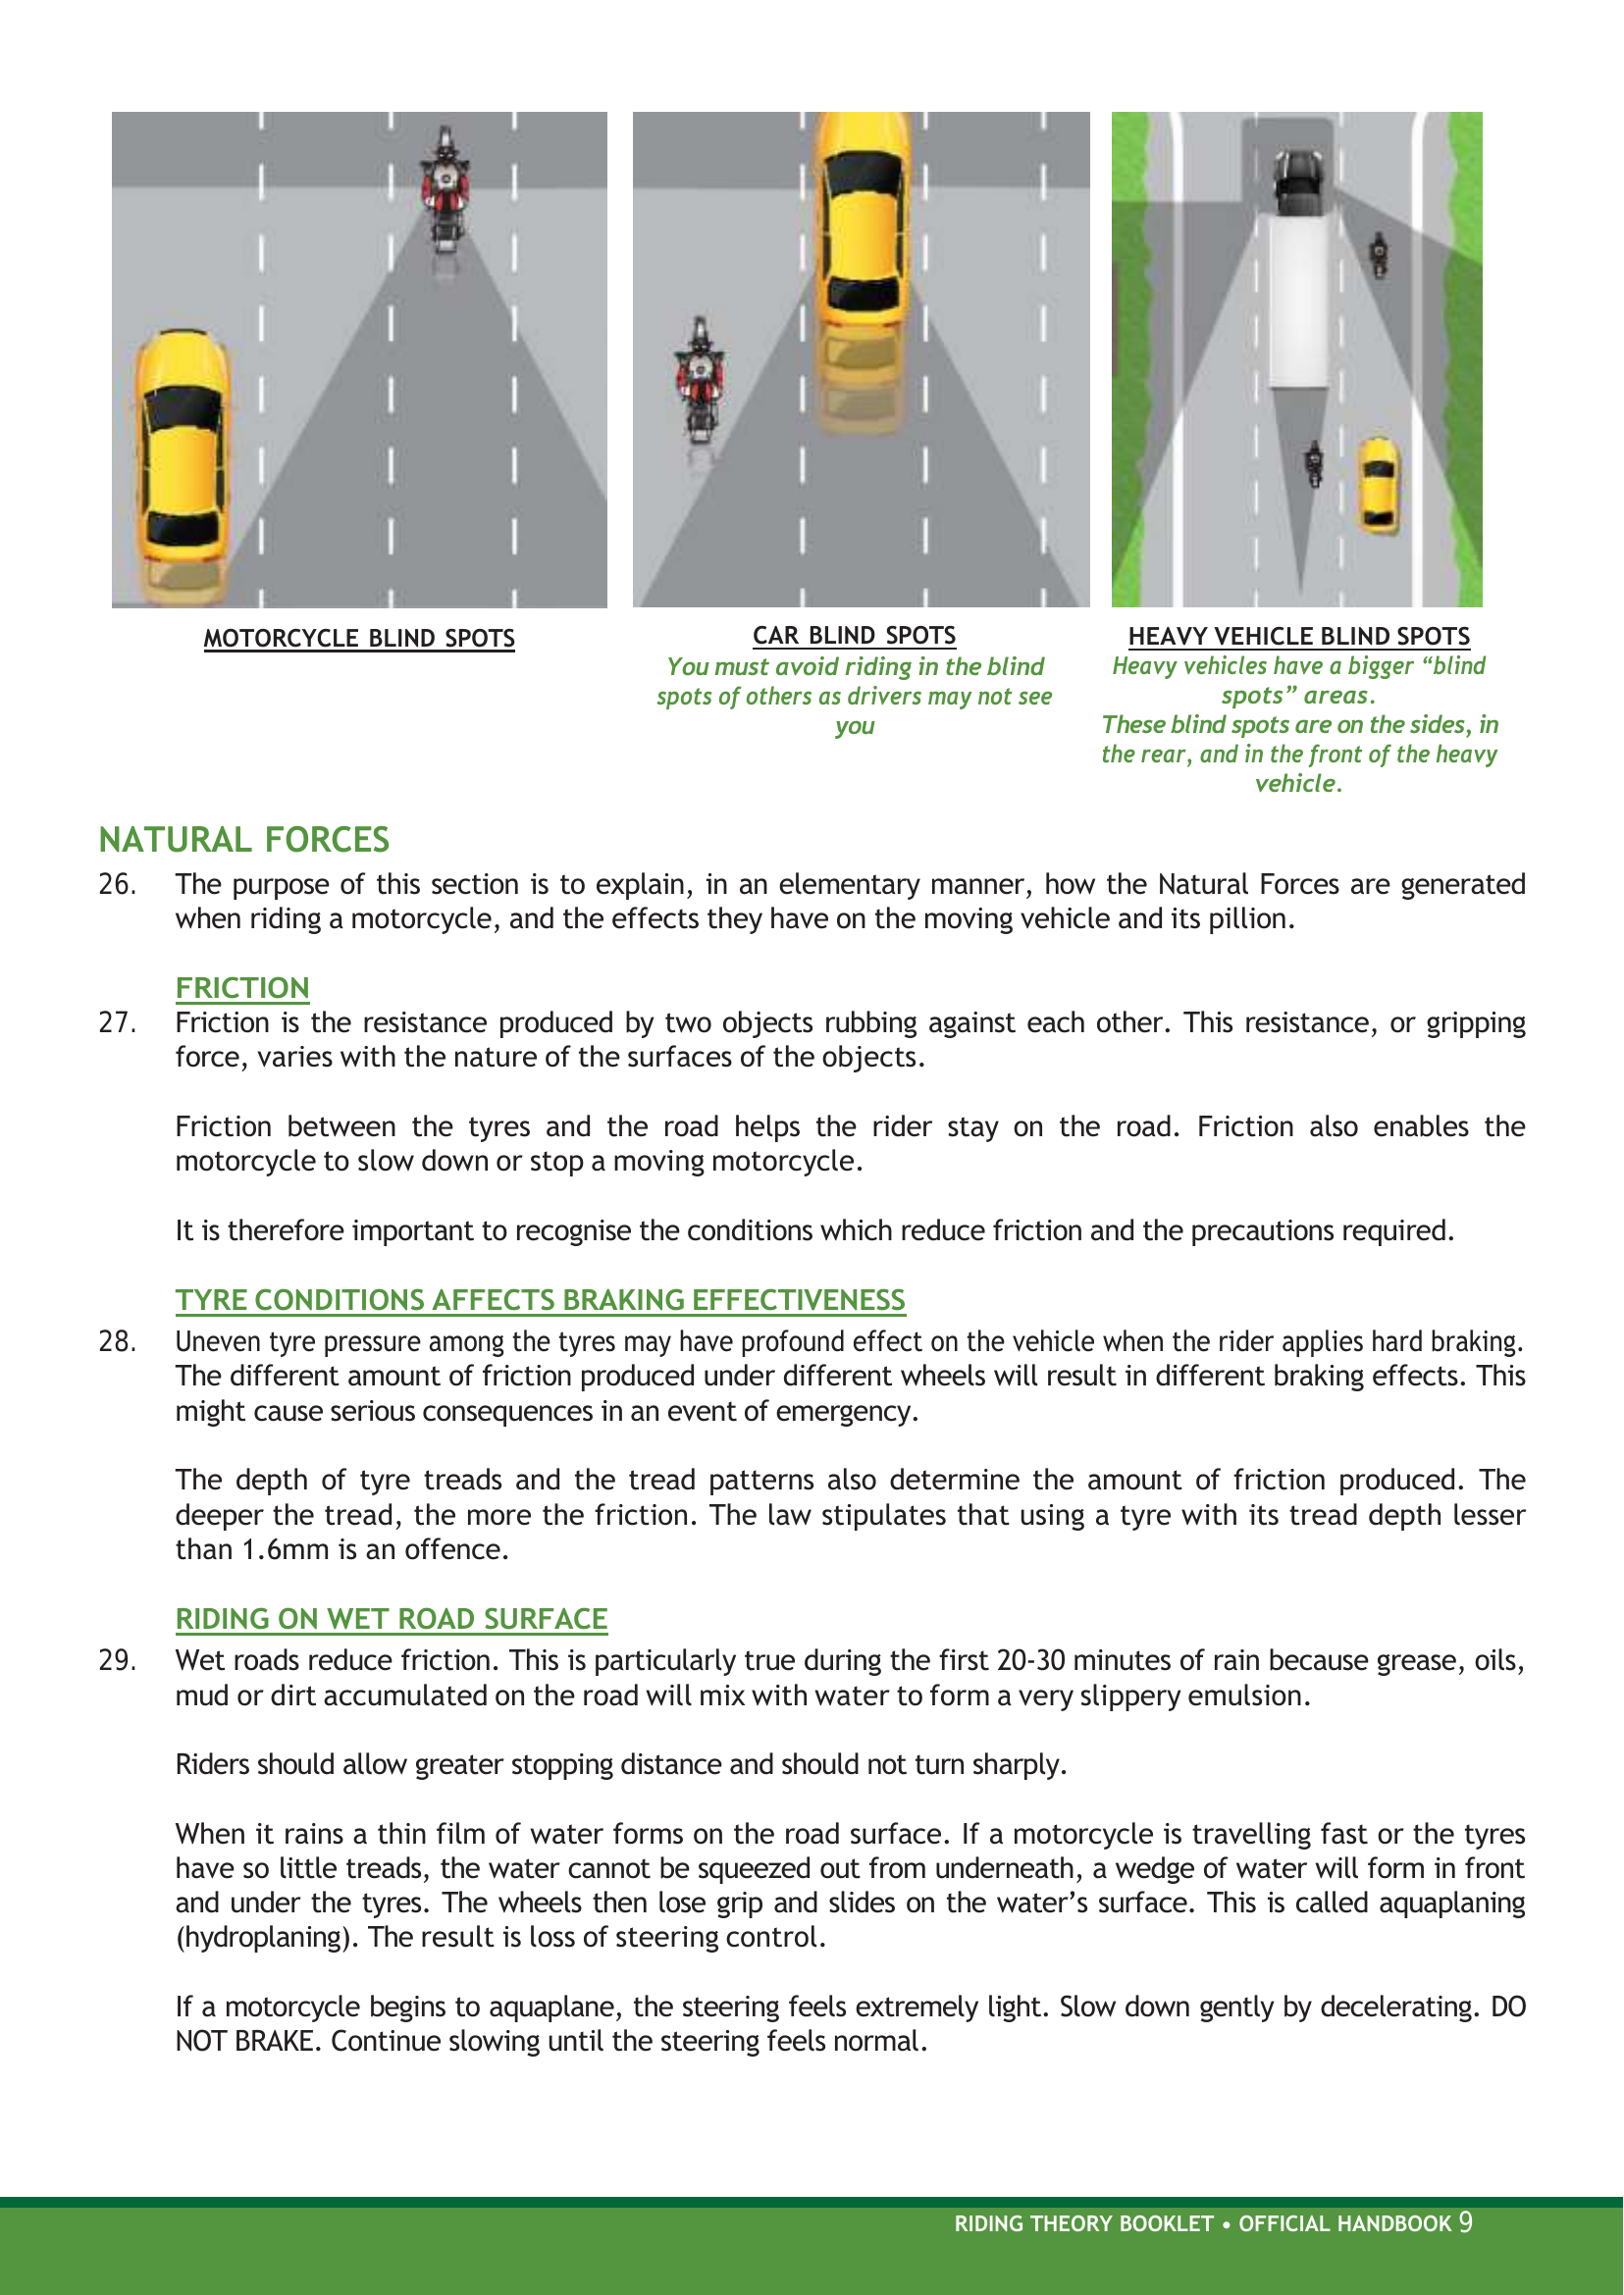 MOTORCYCLE BLIND SPOTS
CAR BLIND SPOTS
You must avoid riding in the blind
spots of others as drivers may not see
you
HEAVY VEHICLE BLIND SPOTS
Heavy vehicles have a bigger “blind
spots” areas.
These blind spots are on the sides, in
the rear, and in the front of the heavy
vehicle.
NATURAL FORCES
26. The purpose of this section is to explain, in an elementary manner, how the Natural Forces are generated
when riding a motorcycle, and the effects they have on the moving vehicle and its pillion.
FRICTION
27. Friction is the resistance produced by two objects rubbing against each other. This resistance, or gripping
force, varies with the nature of the surfaces of the objects.
Friction between the tyres and the road helps the rider stay on the road. Friction also enables the
motorcycle to slow down or stop a moving motorcycle.
It is therefore important to recognise the conditions which reduce friction and the precautions required.
TYRE CONDITIONS AFFECTS BRAKING EFFECTIVENESS
28. Uneven tyre pressure among the tyres may have profound effect on the vehicle when the rider applies hard braking.
The different amount of friction produced under different wheels will result in different braking effects. This
might cause serious consequences in an event of emergency.
The depth of tyre treads and the tread patterns also determine the amount of friction produced. The
deeper the tread, the more the friction. The law stipulates that using a tyre with its tread depth lesser
than 1.6mm is an offence.
RIDING ON WET ROAD SURFACE
29. Wet roads reduce friction. This is particularly true during the first 20-30 minutes of rain because grease, oils,
mud or dirt accumulated on the road will mix with water to form a very slippery emulsion.
Riders should allow greater stopping distance and should not turn sharply.
When it rains a thin film of water forms on the road surface. If a motorcycle is travelling fast or the tyres
have so little treads, the water cannot be squeezed out from underneath, a wedge of water will form in front
and under the tyres. The wheels then lose grip and slides on the water’s surface. This is called aquaplaning
(hydroplaning). The result is loss of steering control.
If a motorcycle begins to aquaplane, the steering feels extremely light. Slow down gently by decelerating. DO
NOT BRAKE. Continue slowing until the steering feels normal.
RIDING THEORY BOOKLET • OFFICIAL HANDBOOK 9